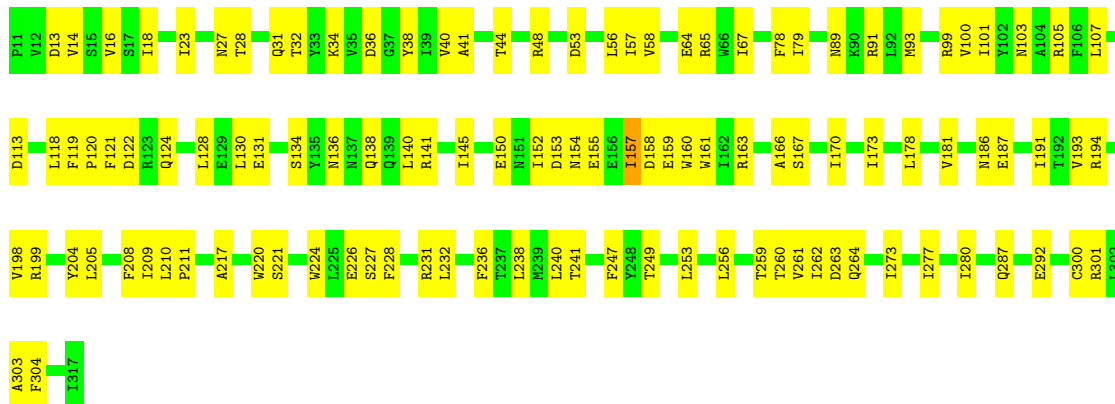 P11 V12 D13 V14 S15 V16 S17 I18 I23 N27 T28 Q31 T32 Y33 K34 V35 D36 G37 Y38 I39 V40 A41 T44 R48 D53 L56 I57 V58 E64 R65 W66 I67 F78 I79 N89 K90 R91 L92 M93 R99 V100 I101 Y102 N103 A104 R105 F106 L107
D113 L118 F119 P120 F121 D122 R123 Q124 L128 E129 L130 E131 S134 Y135 N136 N137 Q138 Q139 L140 R141 I145 E150 N151 I152 D153 N154 E155 E156 I157 D158 E159 W160 W161 I162 R163 A166 S167 I170 I173 L178 V181 N186 E187 I191 T192 V193 R194
V198 R199 Y204 L205 F208 I209 L210 P211 A217 W220 S221 W224 L225 E226 S227 F228 R231 L232 F236 T237 L238 M239 L240 T241 F247 Y248 T249 L253 L256 T259 T260 V261 I262 D263 Q264 I273 I277 I280 Q287 E292 C300 R301
A303 F304 I317